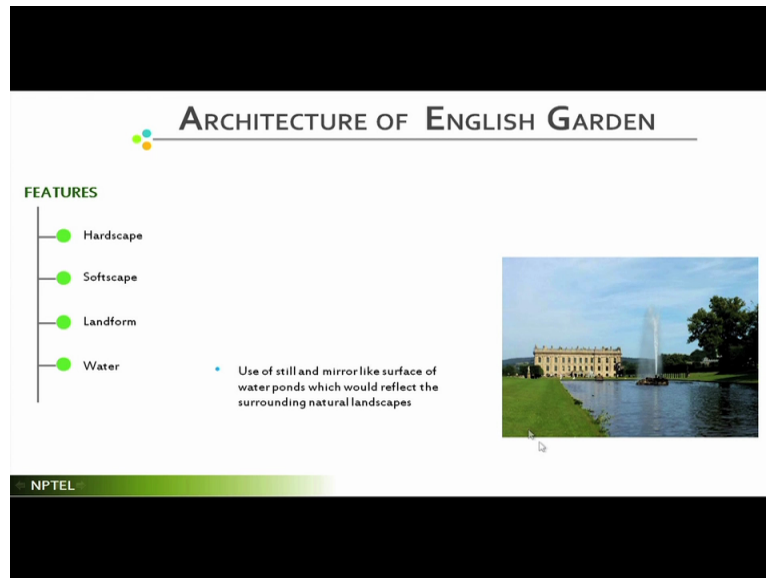 ARCHITECTURE OF ENGLISH GARDEN
FEATURES
Hardscape
Softscape
Landform
Water
• Use of still and mirror like surface of
water ponds which would reflect the
surrounding natural landscapes
NPTEL